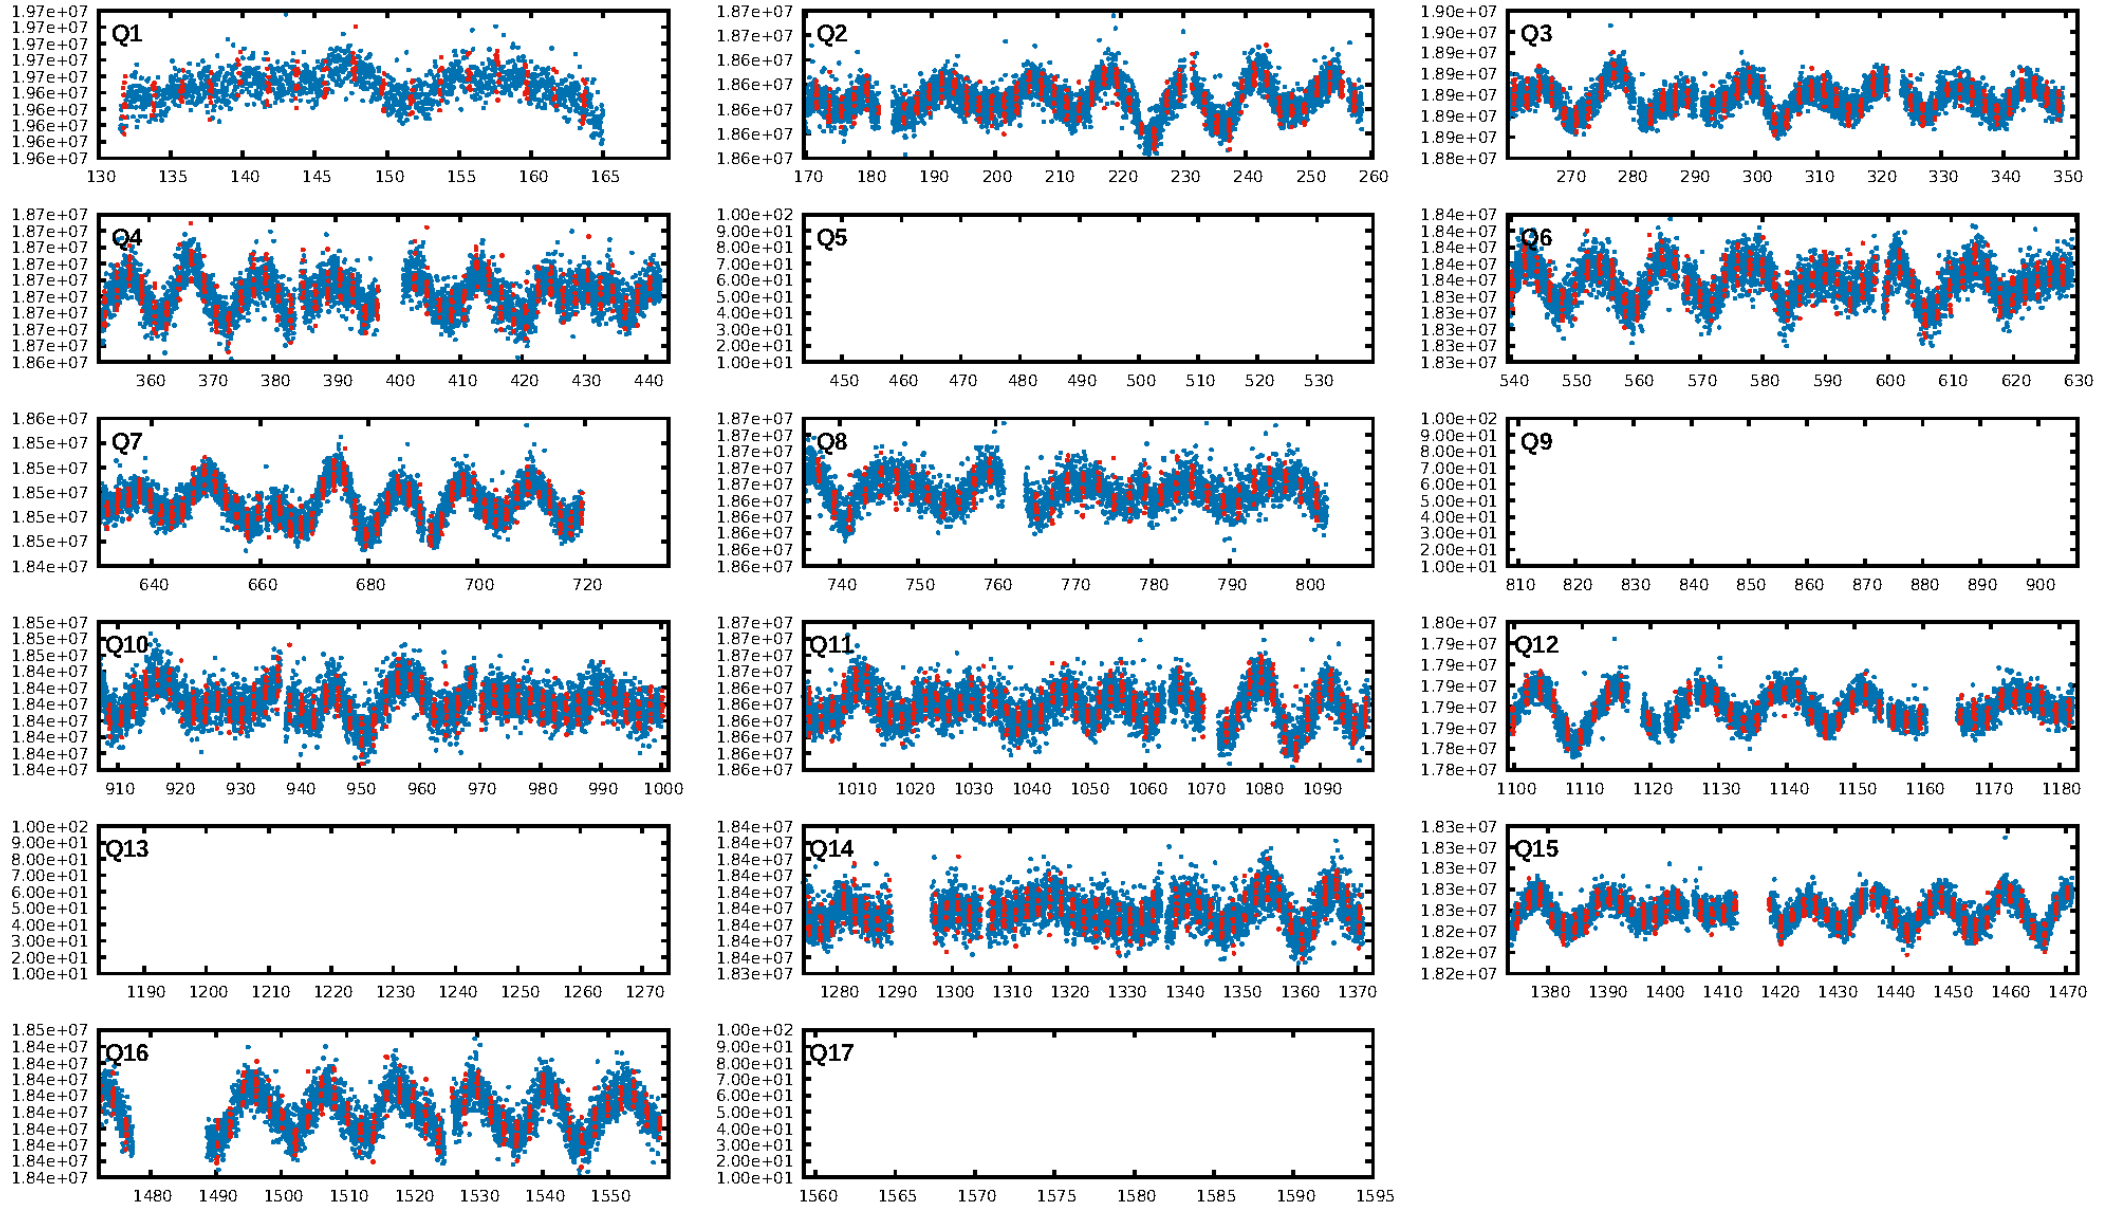 1.97e+07 1.97e+07 1.97e+07 1.97e+07 1.97e+07 1.96e+07 1.96e+07 1.96e+07 1.96e+07 1.96e+07
Q1
130 135 140 145 150 155 160 165
1.87e+07 1.87e+07 1.86e+07 1.86e+07 1.86e+07 1.86e+07 1.86e+07
Q2
170 180 190 200 210 220 230 240 250 260
1.90e+07 1.90e+07 1.89e+07 1.89e+07 1.89e+07 1.89e+07 1.89e+07 1.88e+07
Q3
270 280 290 300 310 320 330 340 350
1.87e+07 1.87e+07 1.87e+07 1.87e+07 1.87e+07 1.87e+07 1.87e+07 1.87e+07 1.87e+07 1.86e+07
Q4
360 370 380 390 400 410 420 430 440
1.00e+02 9.00e+01 8.00e+01 7.00e+01 6.00e+01 5.00e+01 4.00e+01 3.00e+01 2.00e+01 1.00e+01
Q5
450 460 470 480 490 500 510 520 530
1.84e+07 1.84e+07 1.84e+07 1.84e+07 1.84e+07 1.83e+07 1.83e+07 1.83e+07 1.83e+07 1.83e+07
Q6
540 550 560 570 580 590 600 610 620 630
1.86e+07 1.85e+07 1.85e+07 1.85e+07 1.85e+07 1.85e+07 1.84e+07
Q7
640 660 680 700 720
1.87e+07 1.87e+07 1.87e+07 1.87e+07 1.86e+07 1.86e+07 1.86e+07 1.86e+07 1.86e+07 1.86e+07
Q8
740 750 760 770 780 790 800
1.00e+02 9.00e+01 8.00e+01 7.00e+01 6.00e+01 5.00e+01 4.00e+01 3.00e+01 2.00e+01 1.00e+01
Q9
810 820 830 840 850 860 870 880 890 900
1.85e+07 1.85e+07 1.85e+07 1.84e+07 1.84e+07 1.84e+07 1.84e+07 1.84e+07 1.84e+07 1.84e+07
Q10
910 920 930 940 950 960 970 980 990 1000
1.87e+07 1.87e+07 1.87e+07 1.87e+07 1.86e+07 1.86e+07 1.86e+07 1.86e+07 1.86e+07 1.86e+07
Q11
1010 1020 1030 1040 1050 1060 1070 1080 1090
1.80e+07 1.79e+07 1.79e+07 1.79e+07 1.79e+07 1.79e+07 1.78e+07 1.78e+07
Q12
1100 1110 1120 1130 1140 1150 1160 1170 1180
1.00e+02 9.00e+01 8.00e+01 7.00e+01 6.00e+01 5.00e+01 4.00e+01 3.00e+01 2.00e+01 1.00e+01
Q13
1190 1200 1210 1220 1230 1240 1250 1260 1270
1.84e+07 1.84e+07 1.84e+07 1.84e+07 1.84e+07 1.84e+07 1.84e+07 1.84e+07 1.84e+07 1.83e+07
Q14
1280 1290 1300 1310 1320 1330 1340 1350 1360 1370
1.83e+07 1.83e+07 1.83e+07 1.83e+07 1.83e+07 1.82e+07 1.82e+07 1.82e+07
Q15
1380 1390 1400 1410 1420 1430 1440 1450 1460 1470
1.85e+07 1.84e+07 1.84e+07 1.84e+07 1.84e+07 1.84e+07 1.84e+07 1.84e+07 1.84e+07 1.84e+07
Q16
1480 1490 1500 1510 1520 1530 1540 1550
1.00e+02 9.00e+01 8.00e+01 7.00e+01 6.00e+01 5.00e+01 4.00e+01 3.00e+01 2.00e+01 1.00e+01
Q17
1560 1565 1570 1575 1580 1585 1590 1595